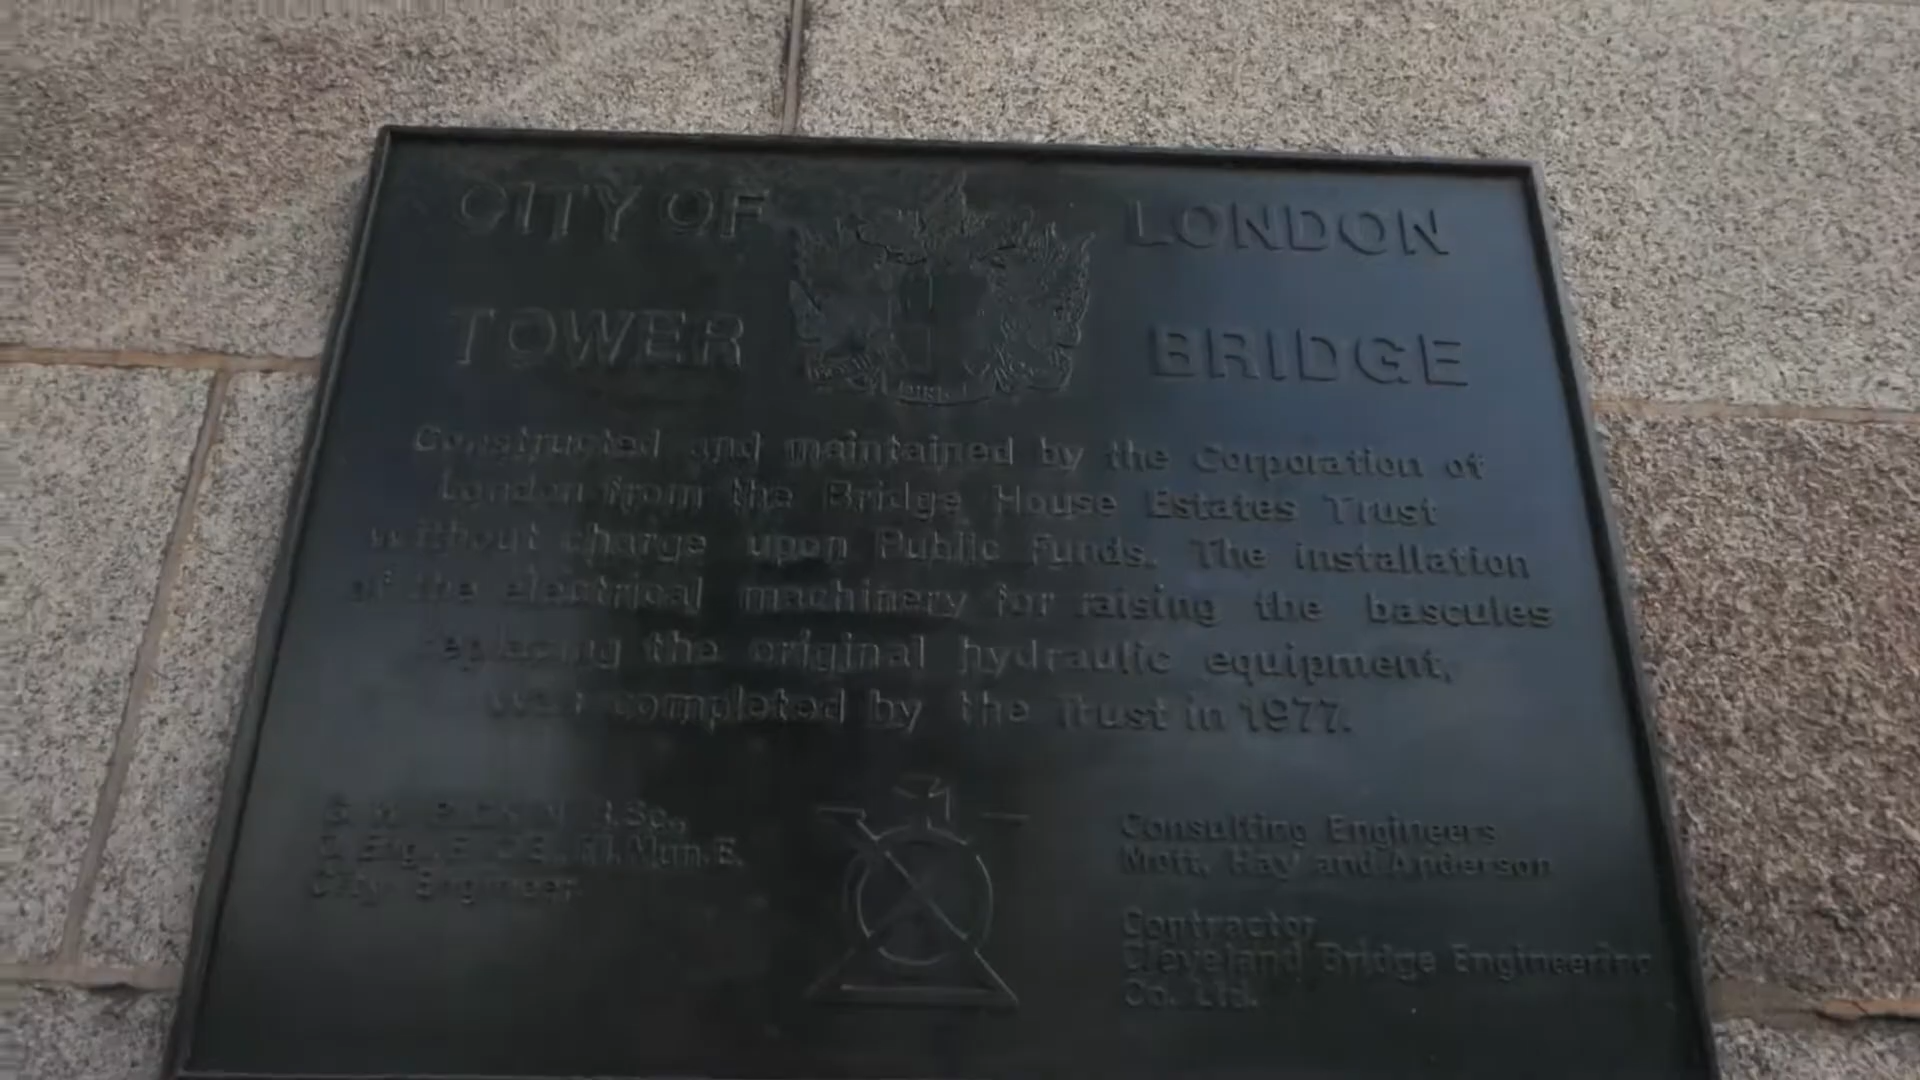 CITY OF LONDON
TOWER BRIDGE
Constructed and maintained by the Corporation of
London from the Bridge House Estates Trust
without charge upon Public Funds. The installation
of the electrical machinery for raising the bascules
replacing the original hydraulic equipment,
was completed by the Trust in 1977.
B.Sc.,
City Engineer
Consulting Engineers
Mott, Hay and Anderson
Contractor
Cleveland Bridge Engineering
Co. Ltd.